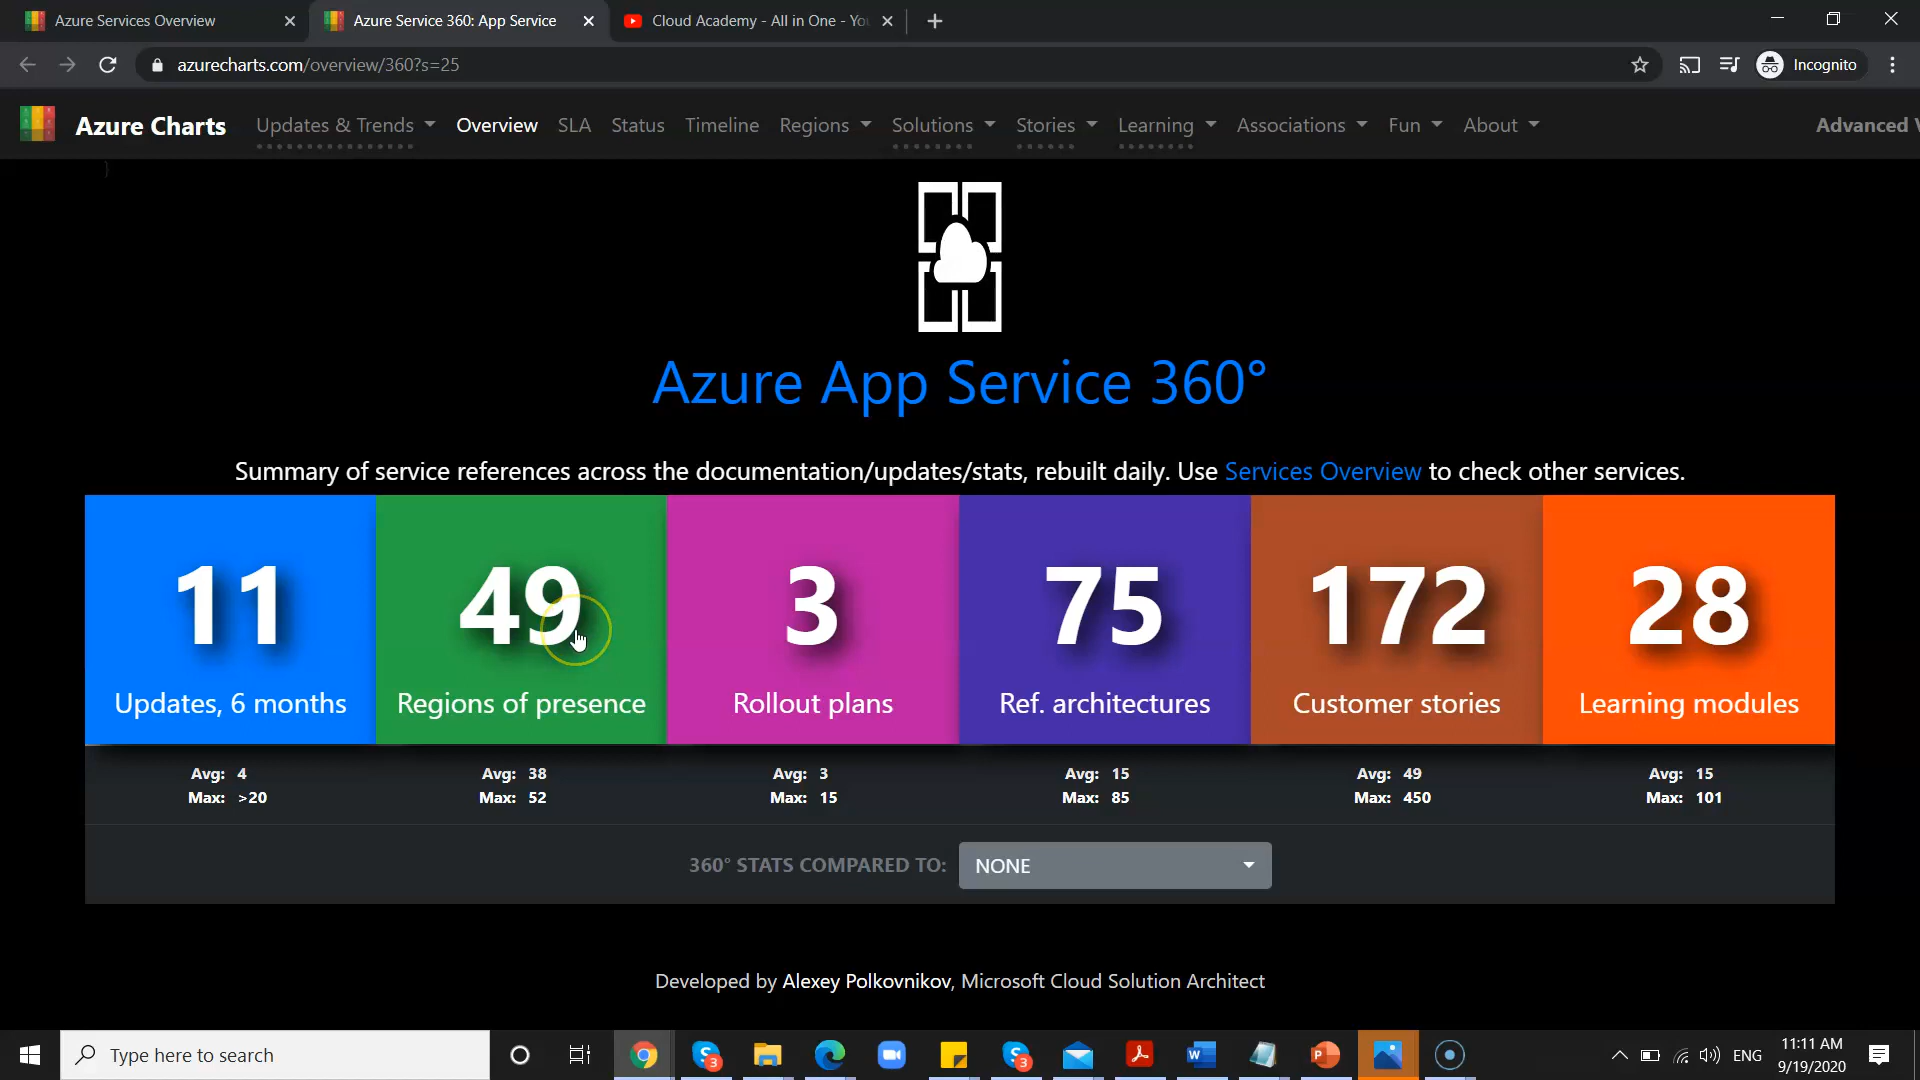 Azure Services Overview
Azure Service 360: App Service
Cloud Academy - All in One - You
azurecharts.com/overview/360?s=25
Incognito
Azure Charts
Updates & Trends
Overview
SLA
Status
Timeline
Regions
Solutions
Stories
Learning
Associations
Fun
About
Advanced V
Azure App Service 360°
Summary of service references across the documentation/updates/stats, rebuilt daily. Use Services Overview to check other services.
11
Updates, 6 months
Avg: 4
Max: >20
49
Regions of presence
Avg: 38
Max: 52
3
Rollout plans
Avg: 3
Max: 15
75
Ref. architectures
Avg: 15
Max: 85
172
Customer stories
Avg: 49
Max: 450
28
Learning modules
Avg: 15
Max: 101
360° STATS COMPARED TO:
NONE
Developed by Alexey Polkovnikov, Microsoft Cloud Solution Architect
Type here to search
3
3
ENG
11:11 AM
9/19/2020